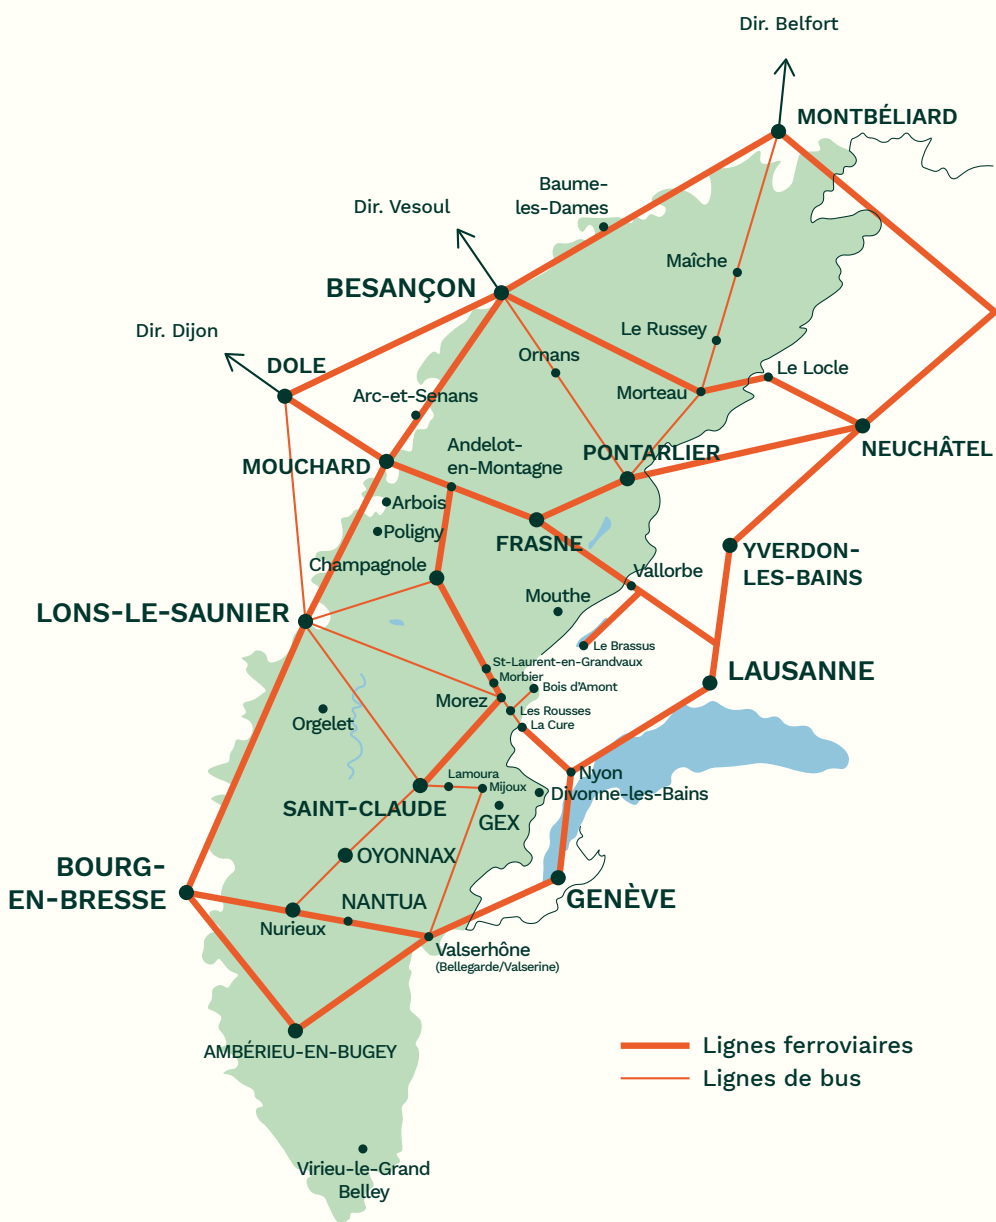 Dir. Belfort
MONTBÉLIARD
Baume-
les-Dames
Dir. Vesoul
Maîche
BESANÇON
Dir. Dijon
Le Russey
Ornans
DOLE
Le Locle
Arc-et-Senans
Morteau
Andelot-
en-Montagne
PONTARLIER
NEUCHÂTEL
MOUCHARD
Arbois
Poligny
FRASNE
YVERDON-
LES-BAINS
Champagnole
Vallorbe
Mouthe
LONS-LE-SAUNIER
Le Brassus
St-Laurent-en-Grandvaux
Morbier
LAUSANNE
Bois d'Amont
Morez
Les Rousses
Orgelet
La Cure
Lamoura
Nyon
Mijoux
Divonne-les-Bains
SAINT-CLAUDE
GEX
OYONNAX
BOURG-
EN-BRESSE
NANTUA
GENÈVE
Nurieux
Valserhône
(Bellegarde/Valserine)
AMBÉRIEU-EN-BUGEY
Lignes ferroviaires
Lignes de bus
Virieu-le-Grand
Belley